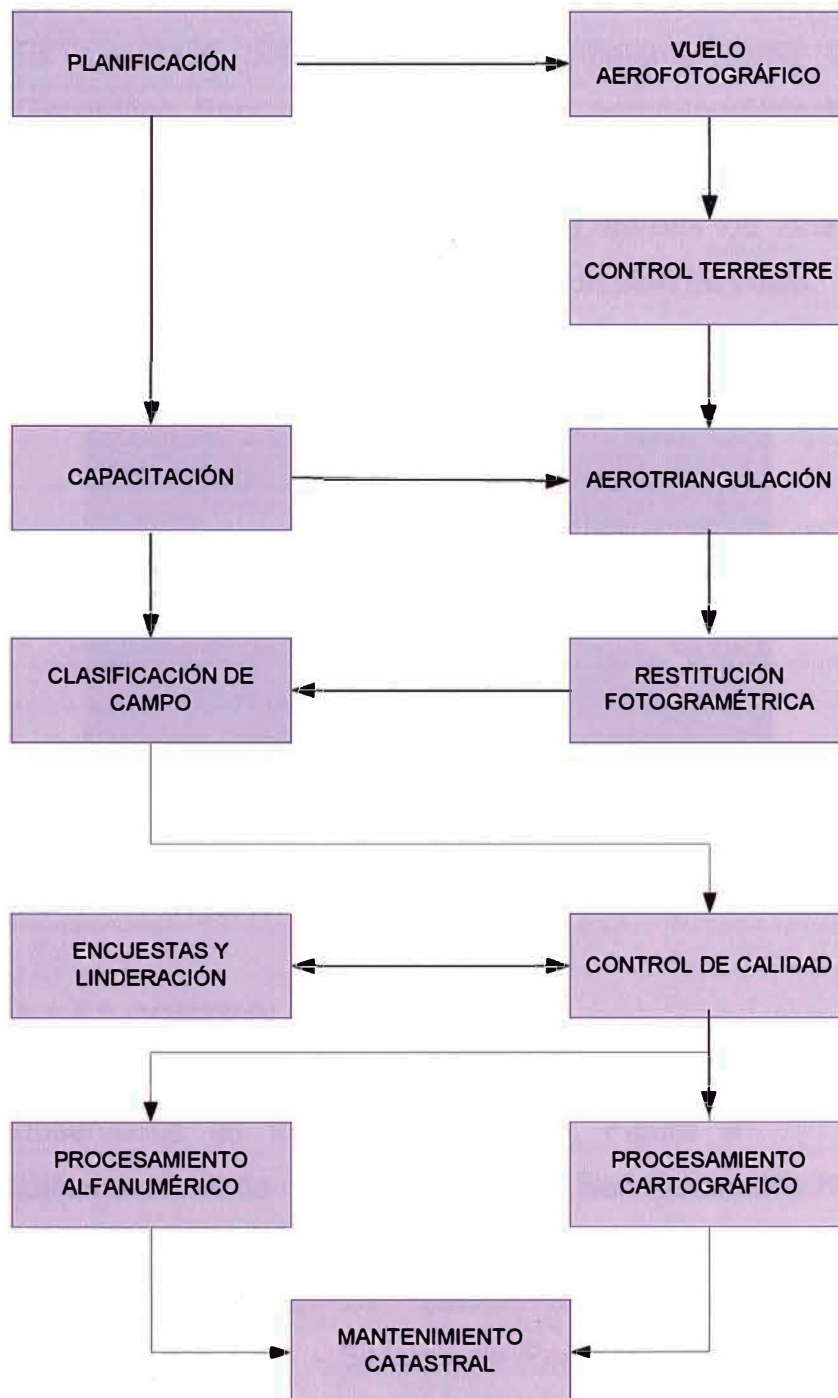 PLANIFICACIÓN
VUELO
AEROFOTOGRÁFICO
CONTROL TERRESTRE
CAPACITACIÓN
AEROTRIANGULACIÓN
CLASIFICACIÓN DE
CAMPO
RESTITUCIÓN
FOTOGRAMÉTRICA
ENCUESTAS Y
LINDERACIÓN
CONTROL DE CALIDAD
PROCESAMIENTO
ALFANUMÉRICO
PROCESAMIENTO
CARTOGRÁFICO
MANTENIMIENTO
CATASTRAL